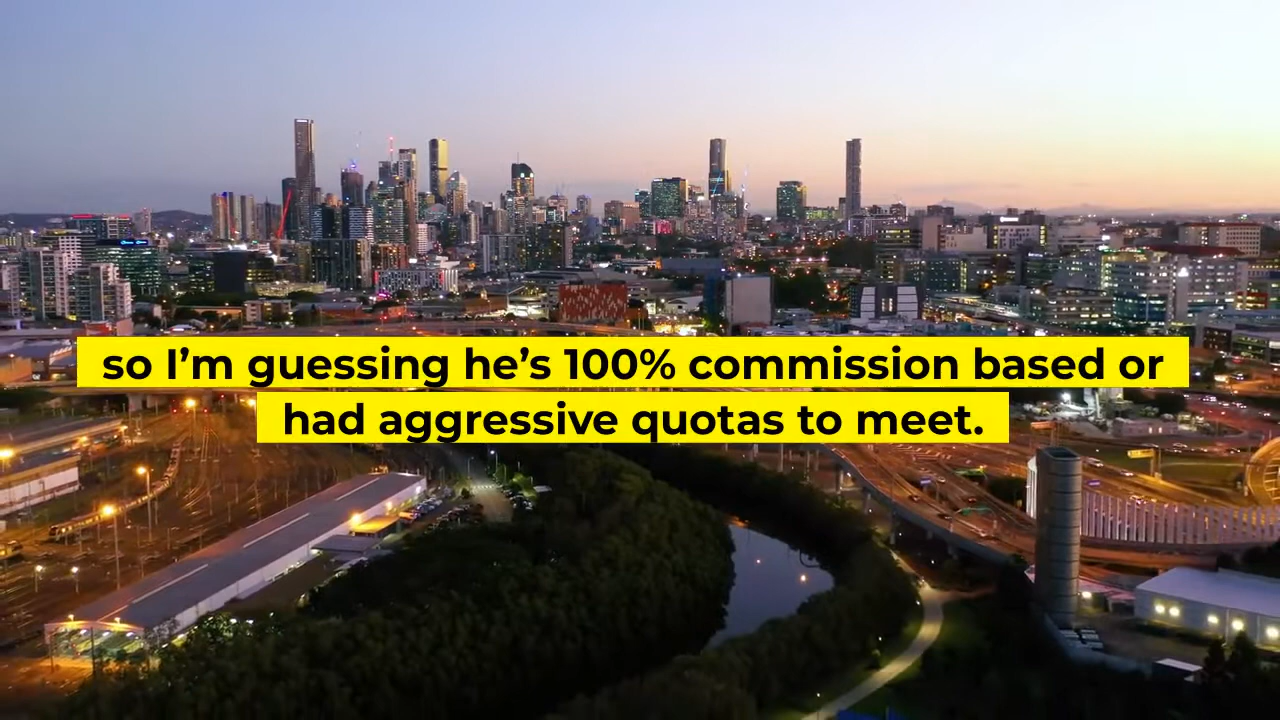 so I’m guessing he’s 100% commission based or
had aggressive quotas to meet.